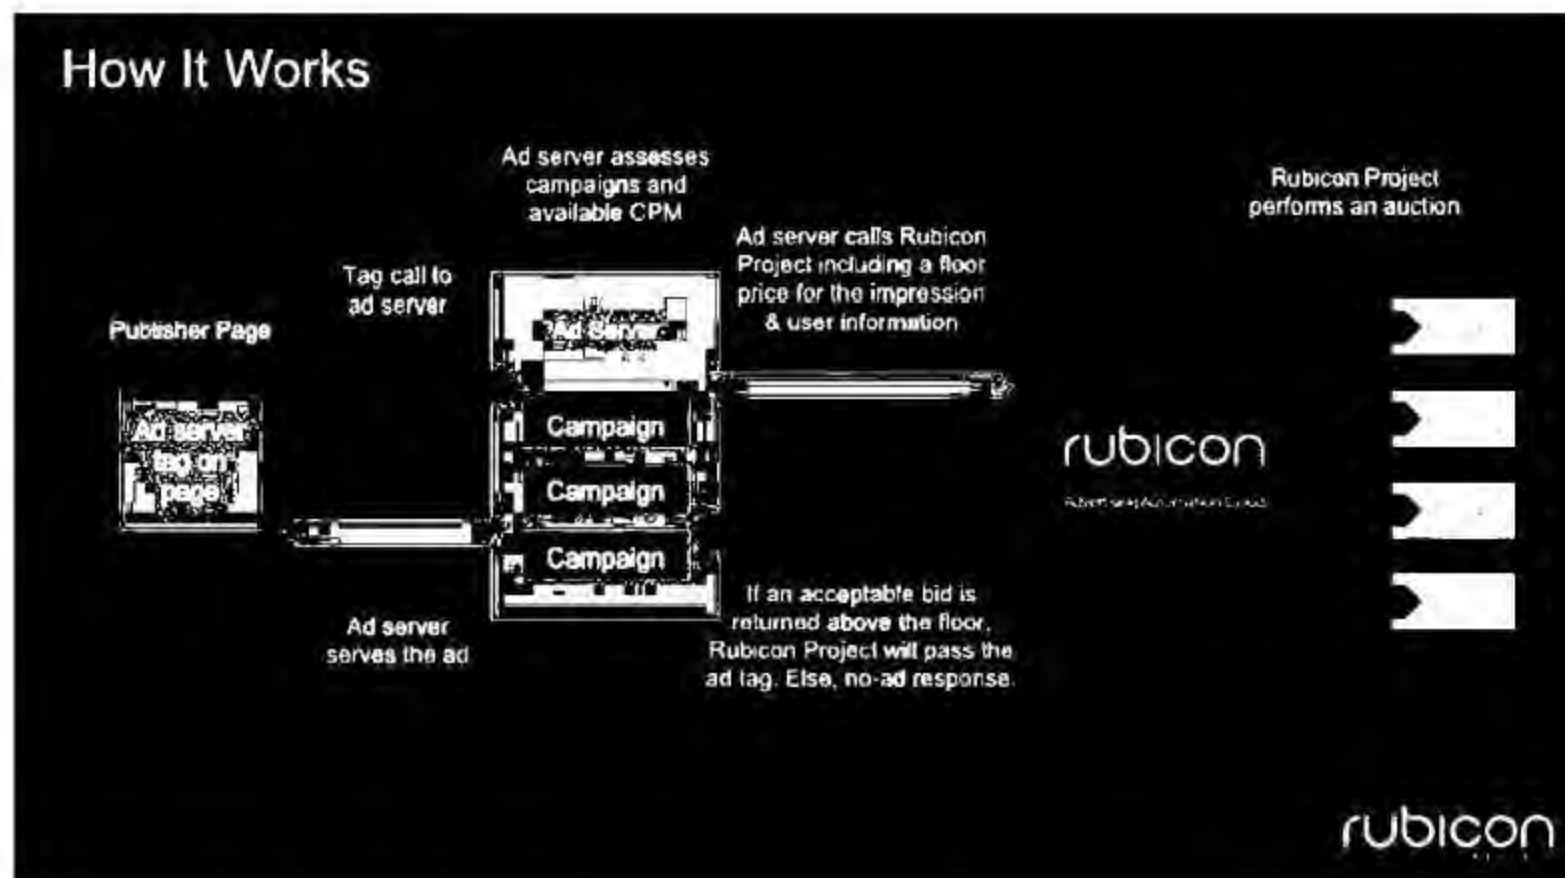 How It Works
Ad server assesses
campaigns and
available CPM
Rubicon Project
performs an auction
Ad server calls Rubicon
Project including a floor
price for the impression
& user information
Tag call to
ad server
Publisher Page
Ad Server
Ad server
tag on
page
Campaign
Campaign
Campaign
rubicon
If an acceptable bid is
returned above the floor,
Rubicon Project will pass the
ad tag. Else, no-ad response.
Ad server
serves the ad
rubicon